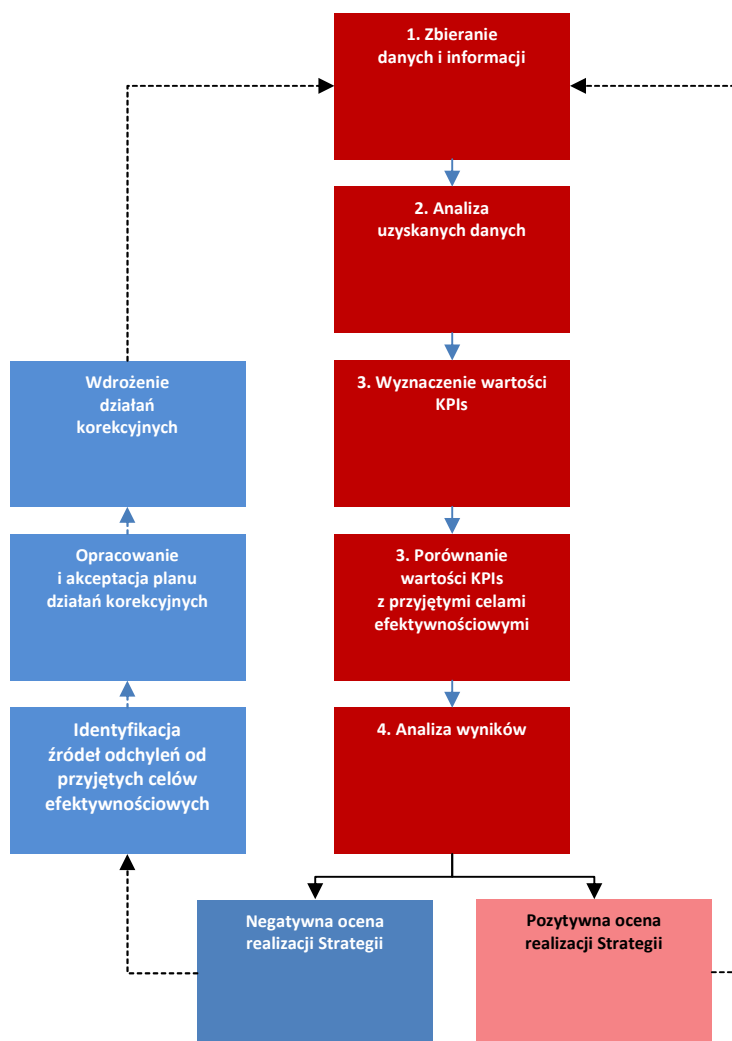 1. Zbieranie
danych i informacji
2. Analiza
uzyskanych danych
Wdrożenie
działań
korekcyjnych
3. Wyznaczenie wartości
KPIs
Opracowanie
i akceptacja planu
działań korekcyjnych
3. Porównanie
wartości KPIs
z przyjętymi celami
efektywnościowymi
Identyfikacja
źródeł odchyleń od
przyjętych celów
efektywnościowych
4. Analiza wyników
Negatywna ocena
realizacji Strategii
Pozytywna ocena
realizacji Strategii